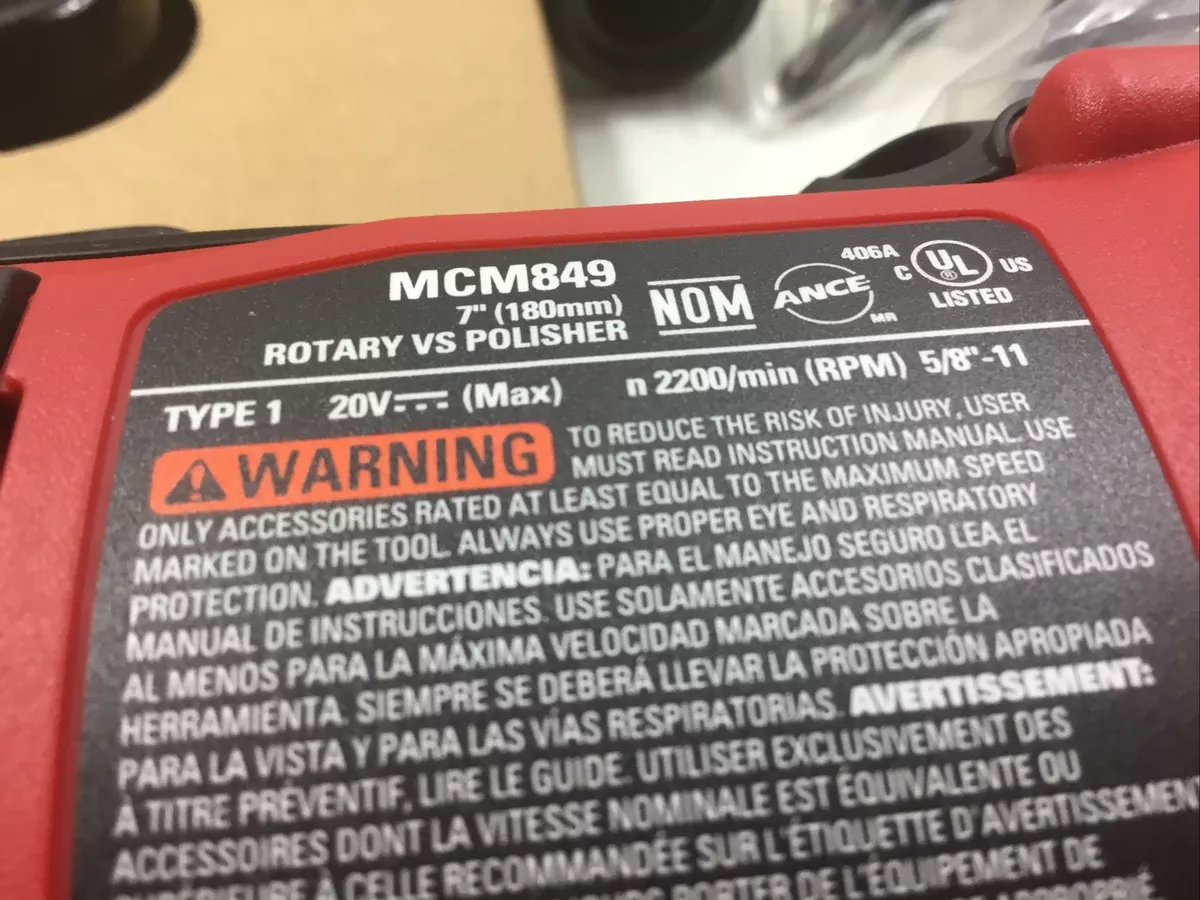 MCM849
7" (180mm)
ROTARY VS POLISHER
NOM
ANCE
MR
406A
C UL US
®
LISTED
TYPE 1 20V⎓ (Max) n 2200/min (RPM) 5/8"-11
WARNING TO REDUCE THE RISK OF INJURY, USER
MUST READ INSTRUCTION MANUAL. USE
ONLY ACCESSORIES RATED AT LEAST EQUAL TO THE MAXIMUM SPEED
MARKED ON THE TOOL. ALWAYS USE PROPER EYE AND RESPIRATORY
PROTECTION. ADVERTENCIA: PARA EL MANEJO SEGURO LEA EL
MANUAL DE INSTRUCCIONES. USE SOLAMENTE ACCESORIOS CLASIFICADOS
AL MENOS PARA LA MÁXIMA VELOCIDAD MARCADA SOBRE LA
HERRAMIENTA. SIEMPRE SE DEBERÁ LLEVAR LA PROTECCIÓN APROPIADA
PARA LA VISTA Y PARA LAS VÍAS RESPIRATORIAS. AVERTISSEMENT:
À TITRE PRÉVENTIF, LIRE LE GUIDE. UTILISER EXCLUSIVEMENT DES
ACCESSOIRES DONT LA VITESSE NOMINALE EST ÉQUIVALENTE OU
SUPÉRIEURE À CELLE RECOMMANDÉE SUR L'ÉTIQUETTE D'AVERTISSEMEN
PORTER DE L'ÉQUIPEMENT DE